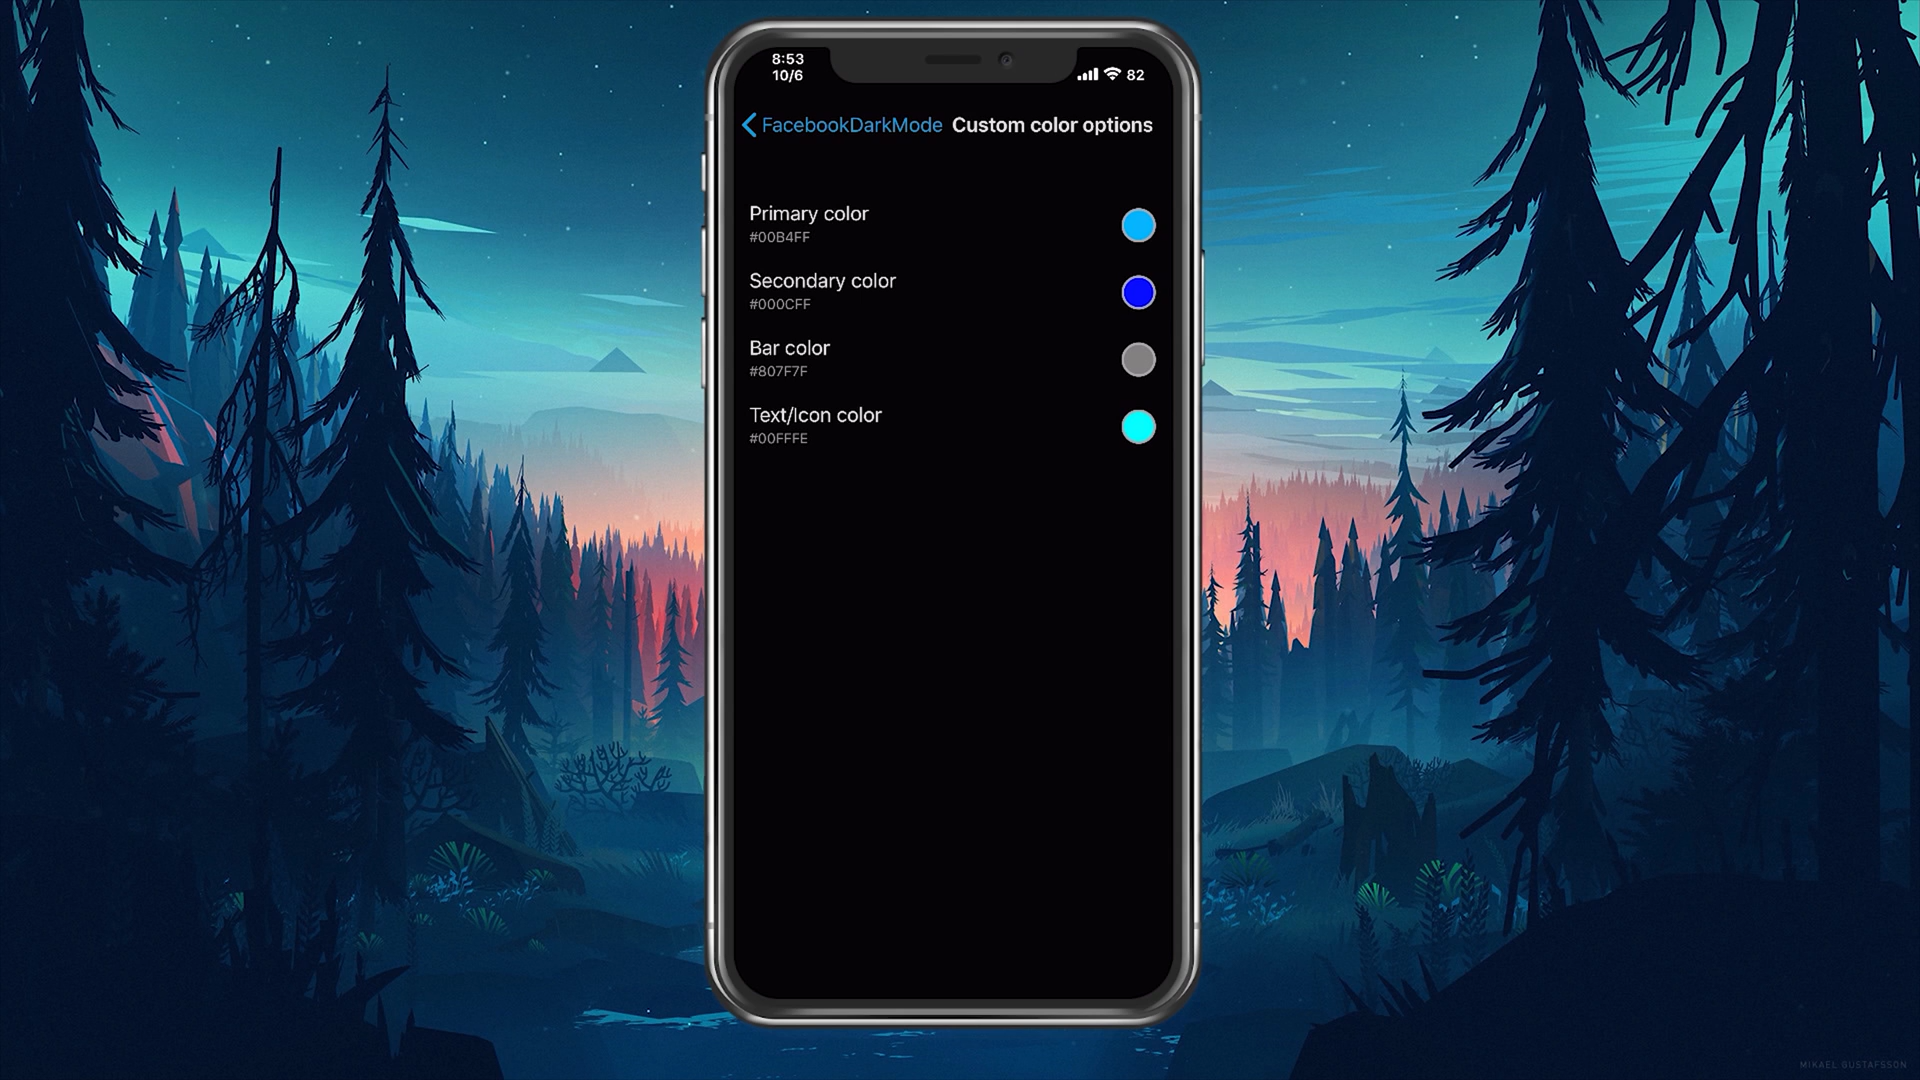 8:53
10/6
82
FacebookDarkMode Custom color options
Primary color
#00B4FF
Secondary color
#000CFF
Bar color
#807F7F
Text/Icon color
#00FFFE
MIKAEL GUSTAFSSON